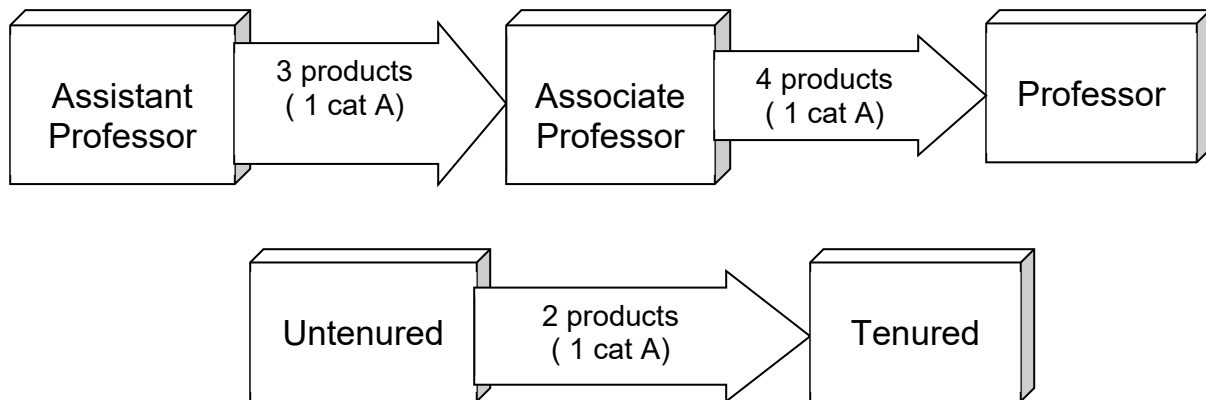 Assistant
Professor
3 products
( 1 cat A)
Associate
Professor
4 products
( 1 cat A)
Professor
Untenured
2 products
( 1 cat A)
Tenured